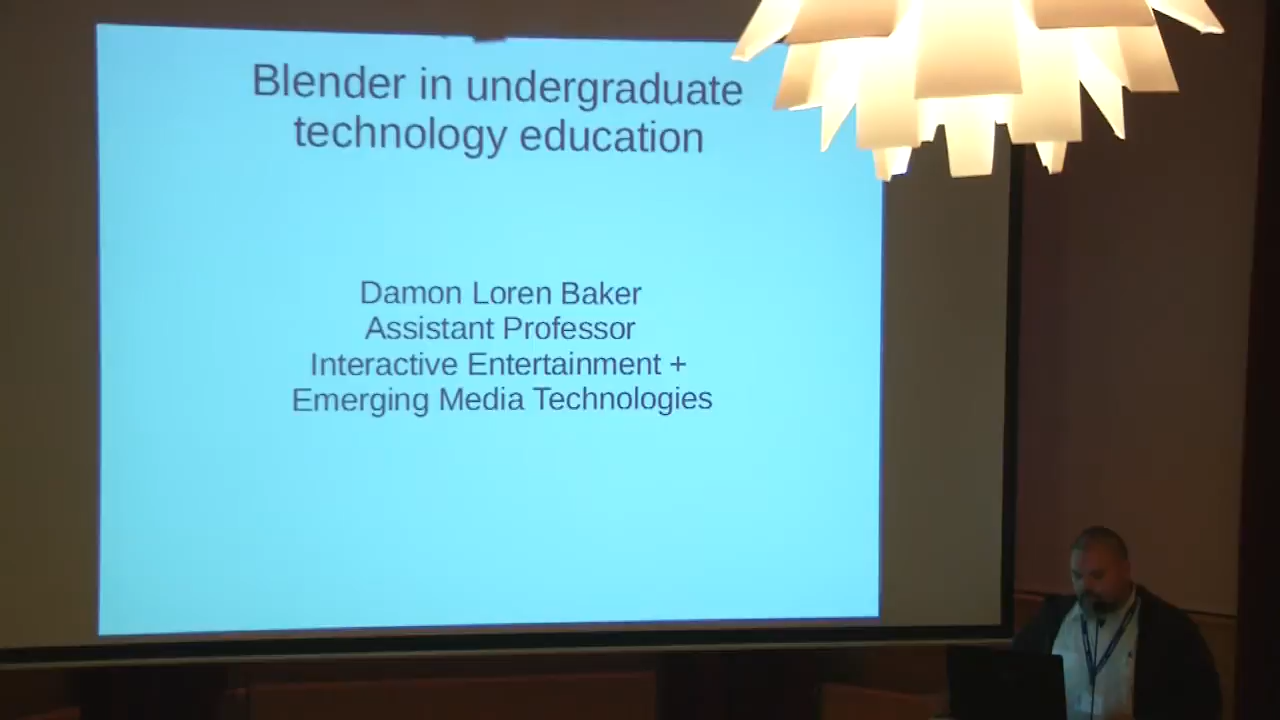 Blender in undergraduate
technology education
Damon Loren Baker
Assistant Professor
Interactive Entertainment +
Emerging Media Technologies